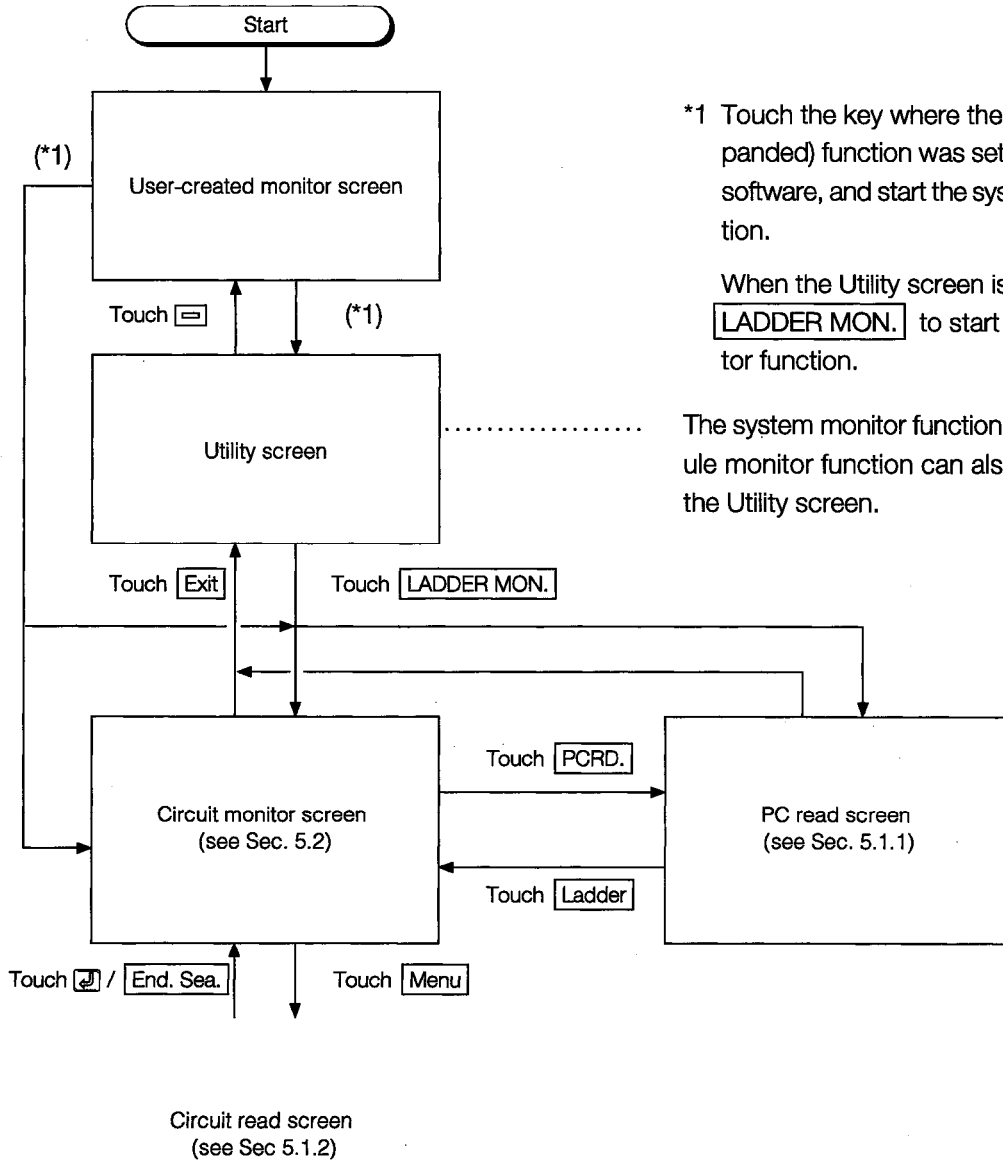 Start
(*1)
User-created monitor screen
*1 Touch the key where the
panded) function was set
software, and start the sys
tion.
When the Utility screen is
LADDER MON. to start
tor function.
Touch
(*1)
Utility screen
The system monitor function
ule monitor function can als
the Utility screen.
Touch Exit
Touch LADDER MON.
Circuit monitor screen
(see Sec. 5.2)
Touch PCRD.
Touch Ladder
PC read screen
(see Sec. 5.1.1)
Touch / End. Sea.
Touch Menu
Circuit read screen
(see Sec 5.1.2)